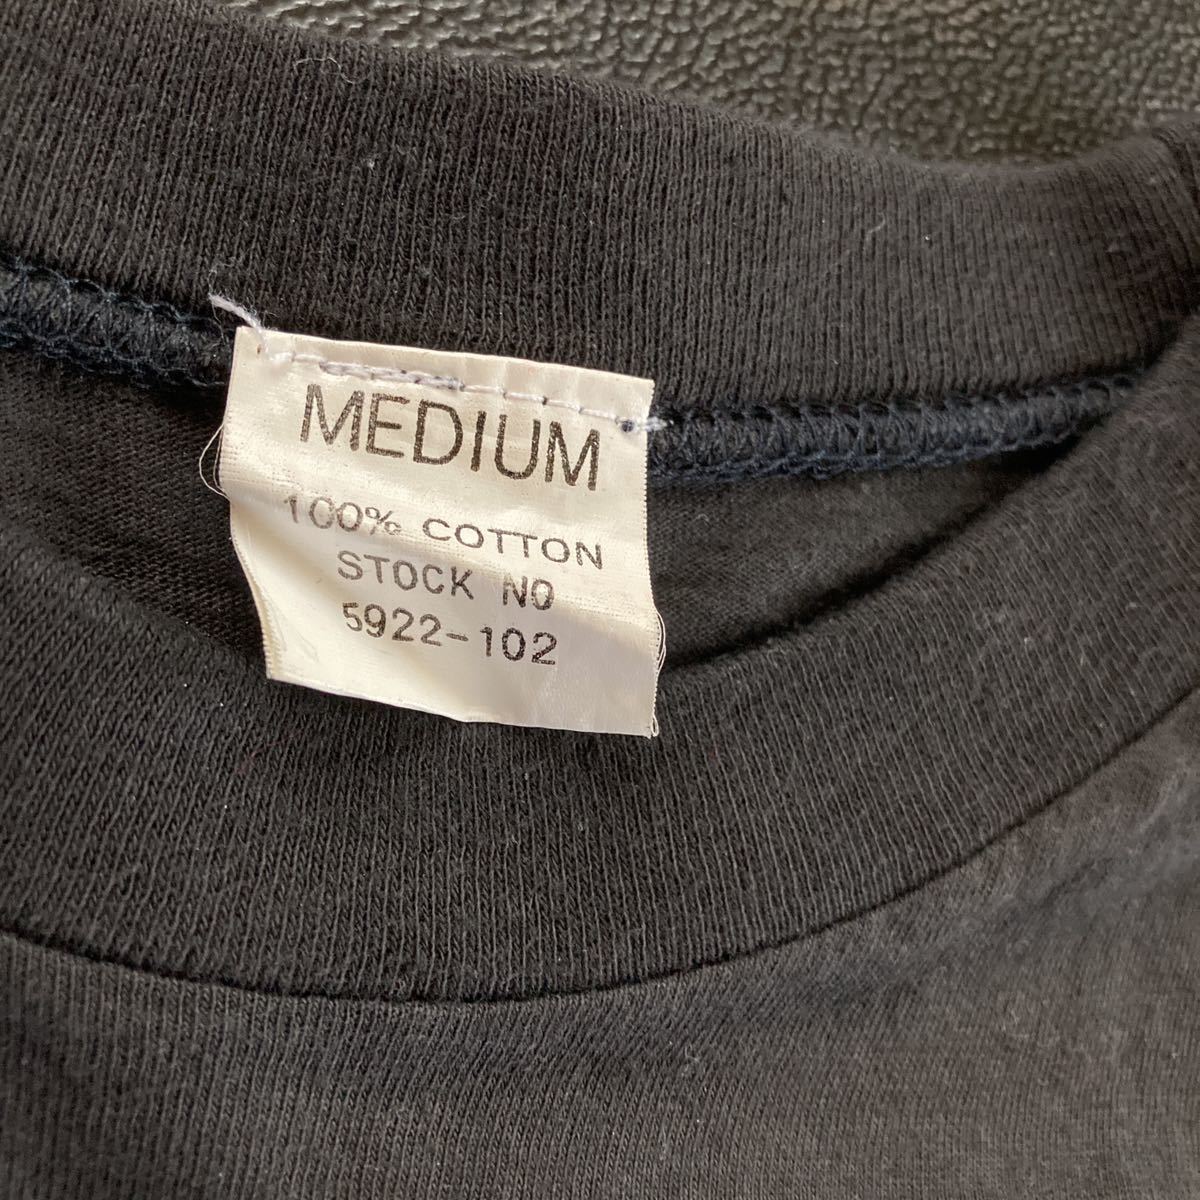 MEDIUM
100% COTTON
STOCK NO
5922-102